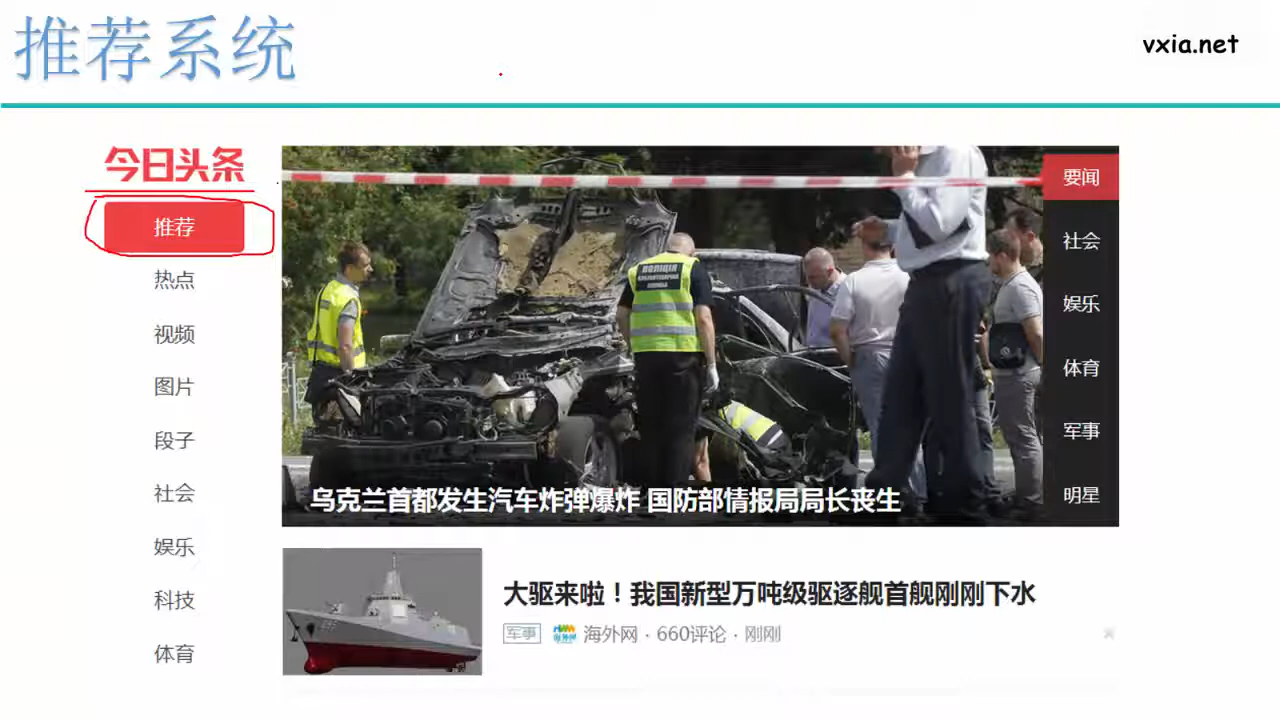 推荐系统
vxia.net
今日头条
推荐
热点
视频
图片
段子
社会
娱乐
科技
体育
要闻
社会
娱乐
体育
军事
明星
ПОЛІЦІЯ
乌克兰首都发生汽车炸弹爆炸 国防部情报局局长丧生
大驱来啦！我国新型万吨级驱逐舰首舰刚刚下水
军事 海外网 · 660评论 · 刚刚